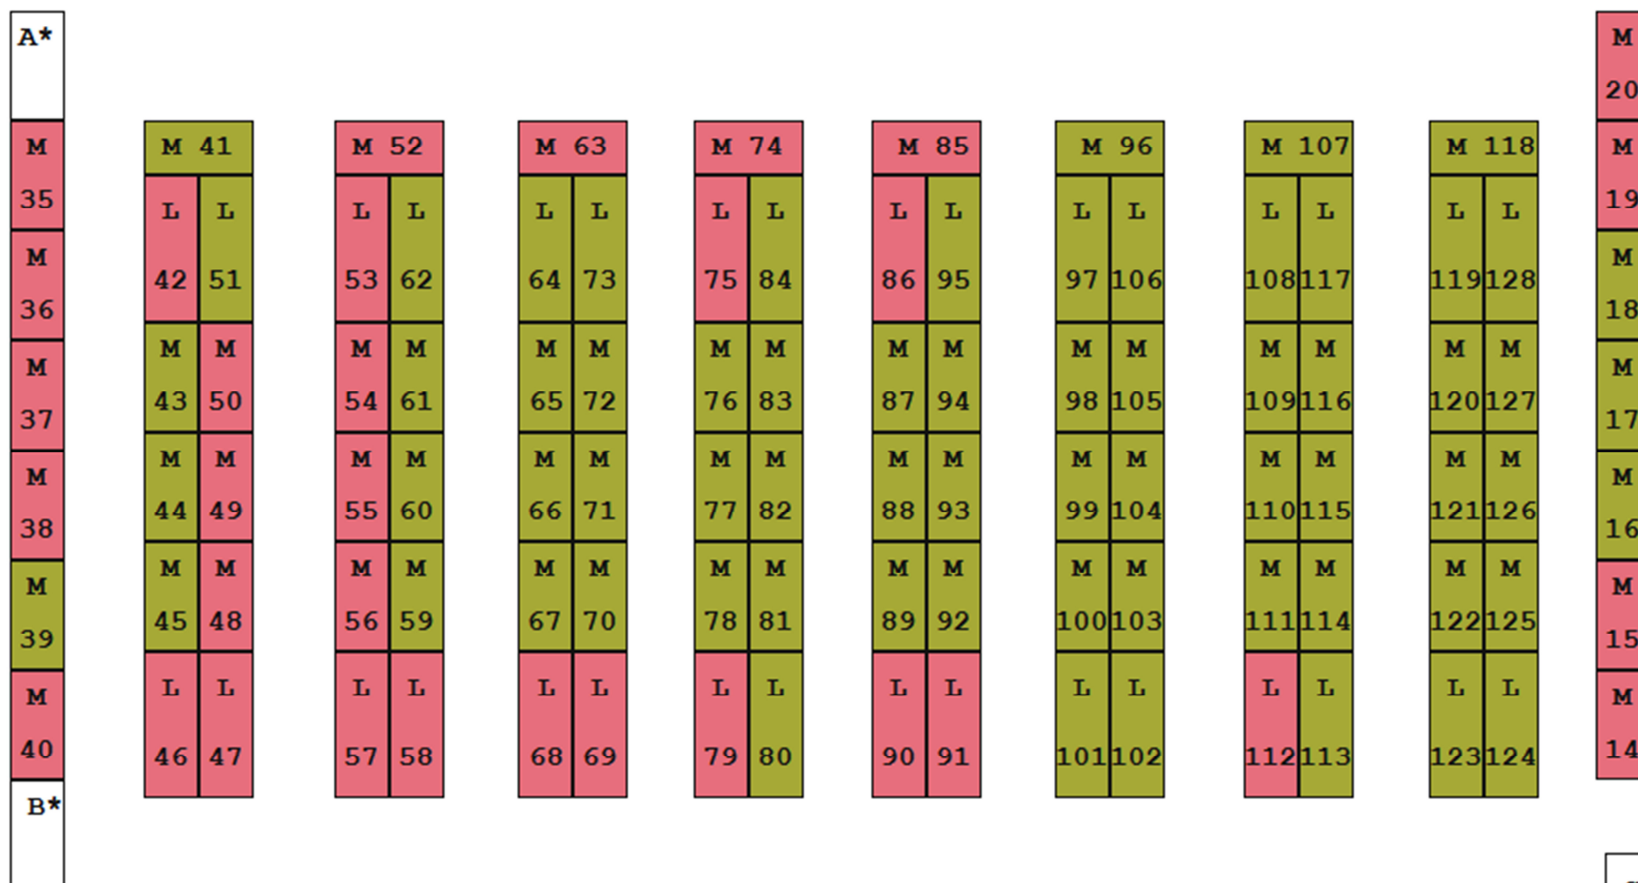 A*
M
20
M
35
M 41
M 52
M 63
M 74
M 85
M 96
M 107
M 118
M
19
L L
42 51
L L
53 62
L L
64 73
L L
75 84
L L
86 95
L L
97 106
L L
108 117
L L
119 128
M
36
M
18
M M
43 50
M M
54 61
M M
65 72
M M
76 83
M M
87 94
M M
98 105
M M
109 116
M M
120 127
M
37
M
17
M M
44 49
M M
55 60
M M
66 71
M M
77 82
M M
88 93
M M
99 104
M M
110 115
M M
121 126
M
38
M
16
M M
45 48
M M
56 59
M M
67 70
M M
78 81
M M
89 92
M M
100 103
M M
111 114
M M
122 125
M
39
M
15
L L
46 47
L L
57 58
L L
68 69
L L
79 80
L L
90 91
L L
101 102
L L
112 113
L L
123 124
M
40
M
14
B*